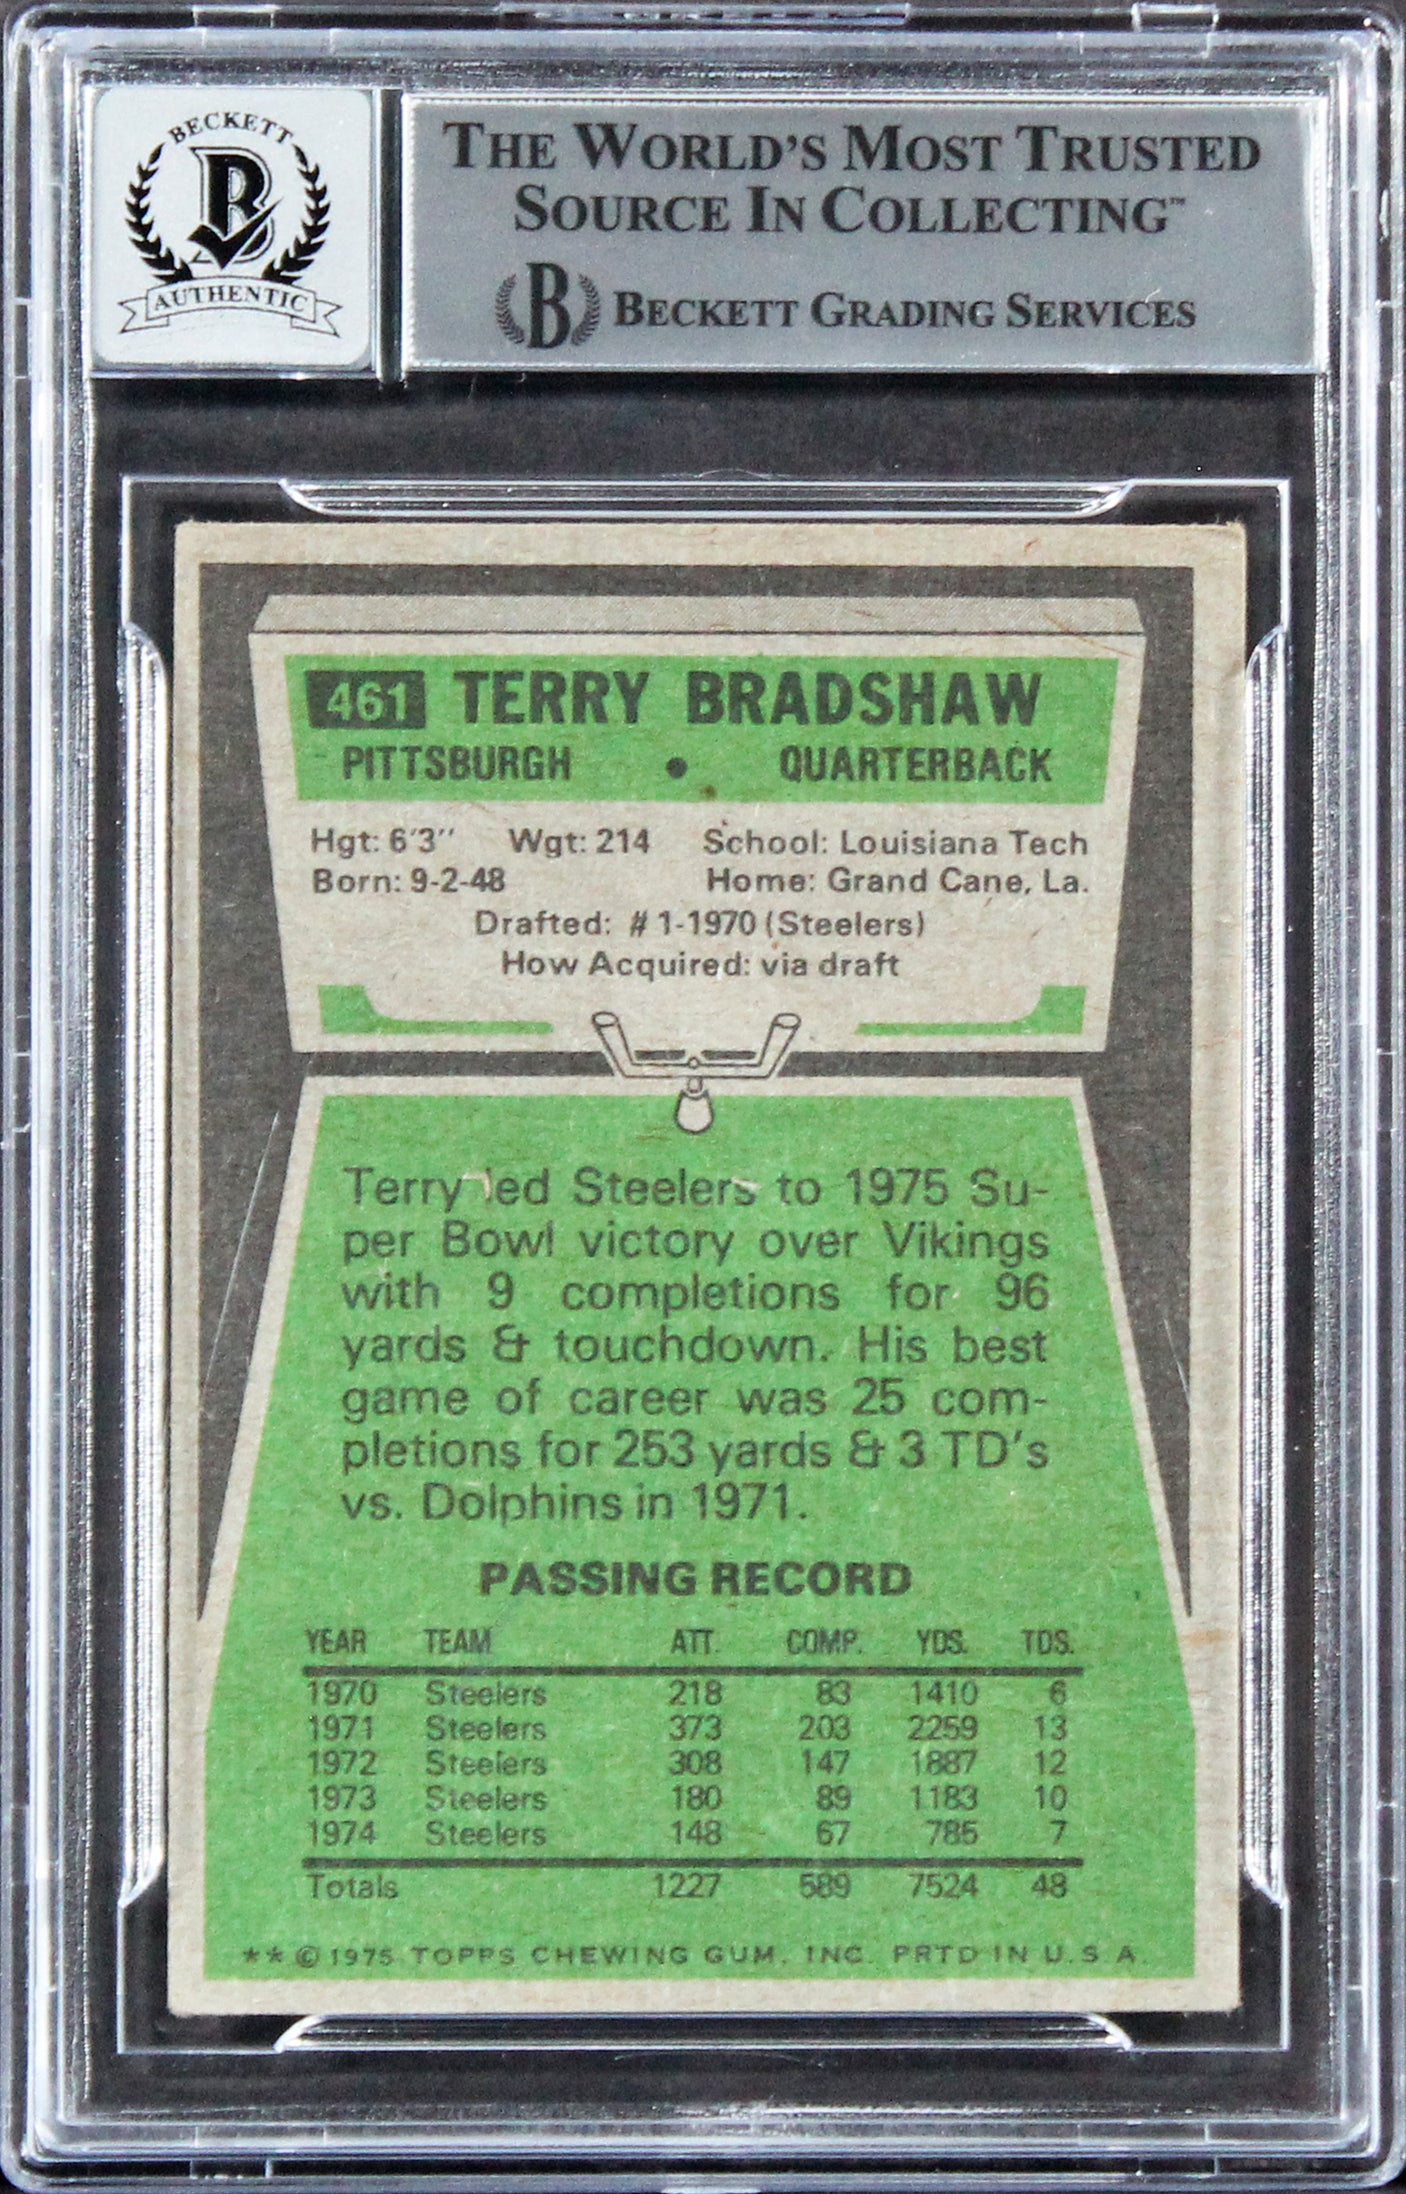 BECKETT
B
AUTHENTIC
THE WORLD'S MOST TRUSTED
SOURCE IN COLLECTING™
B BECKETT GRADING SERVICES
461 TERRY BRADSHAW
PITTSBURGH • QUARTERBACK
Hgt: 6'3'' Wgt: 214 School: Louisiana Tech
Born: 9-2-48 Home: Grand Cane, La.
Drafted: #1-1970 (Steelers)
How Acquired: via draft
Terry led Steelers to 1975 Su-
per Bowl victory over Vikings
with 9 completions for 96
yards & touchdown. His best
game of career was 25 com-
pletions for 253 yards & 3 TD's
vs. Dolphins in 1971.
PASSING RECORD
YEAR TEAM ATT. COMP. YDS. TDS.
1970 Steelers 218 83 1410 6
1971 Steelers 373 203 2259 13
1972 Steelers 308 147 1887 12
1973 Steelers 180 89 1183 10
1974 Steelers 148 67 785 7
Totals 1227 589 7524 48
**© 1975 TOPPS CHEWING GUM, INC. PRTD IN U.S.A.